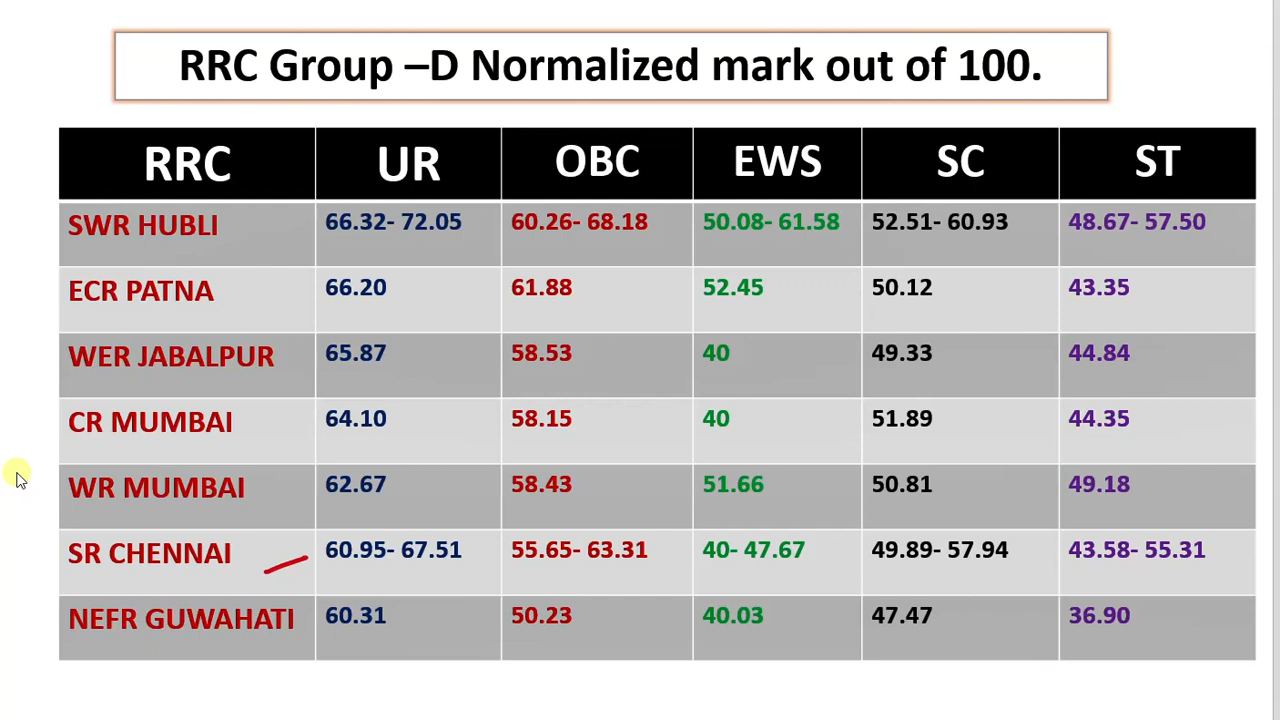 RRC Group –D Normalized mark out of 100.
RRC UR OBC EWS SC ST
SWR HUBLI 66.32- 72.05 60.26- 68.18 50.08- 61.58 52.51- 60.93 48.67- 57.50
ECR PATNA 66.20 61.88 52.45 50.12 43.35
WER JABALPUR 65.87 58.53 40 49.33 44.84
CR MUMBAI 64.10 58.15 40 51.89 44.35
WR MUMBAI 62.67 58.43 51.66 50.81 49.18
SR CHENNAI 60.95- 67.51 55.65- 63.31 40- 47.67 49.89- 57.94 43.58- 55.31
NEFR GUWAHATI 60.31 50.23 40.03 47.47 36.90